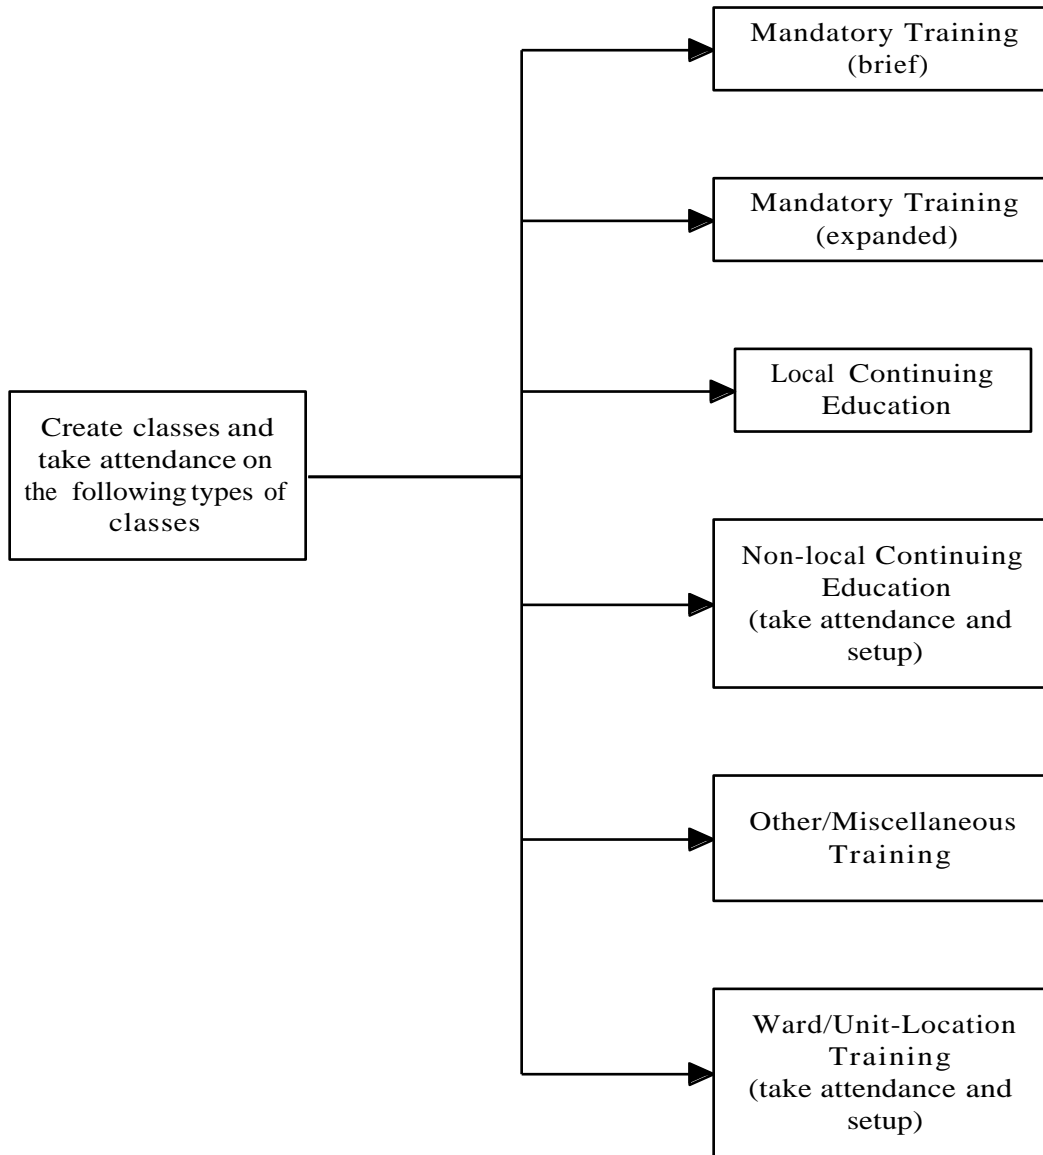 Mandatory Training
(brief)
Mandatory Training
(expanded)
Local Continuing
Education
Create classes and
take attendance on
the following types of
classes
Non-local Continuing
Education
(take attendance and
setup)
Other/Miscellaneous
Training
Ward/Unit-Location
Training
(take attendance and
setup)